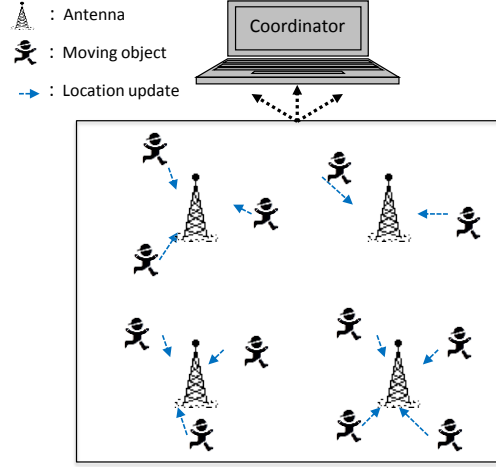 : Antenna
: Moving object
: Location update
Coordinator